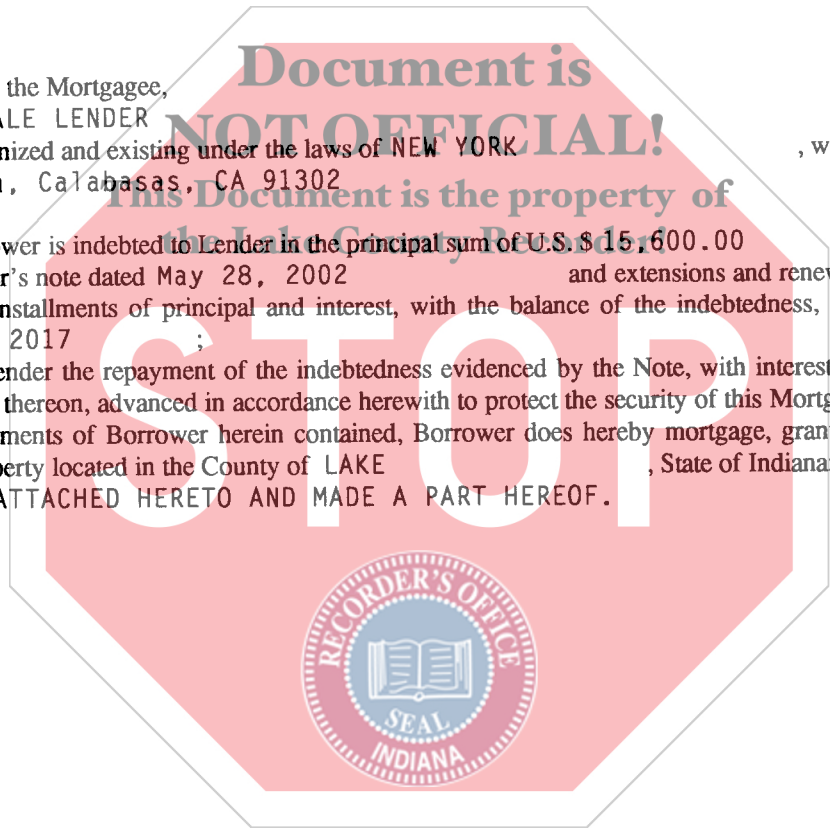 Document is
the Mortgagee,
ALE LENDER
NOT OFFICIAL!
nized and existing under the laws of NEW YORK , w
, Calabasas, CA 91302
This Document is the property of
the Lake County Recorder!
wer is indebted to Lender in the principal sum of U.S. $ 15,600.00
r's note dated May 28, 2002 and extensions and renew
nstallments of principal and interest, with the balance of the indebtedness,
2017 ;
ender the repayment of the indebtedness evidenced by the Note, with interest
thereon, advanced in accordance herewith to protect the security of this Mortg
ments of Borrower herein contained, Borrower does hereby mortgage, gran
perty located in the County of LAKE , State of Indiana
ATTACHED HERETO AND MADE A PART HEREOF.
STOP
RECORDER'S OFFICE
SEAL
INDIANA